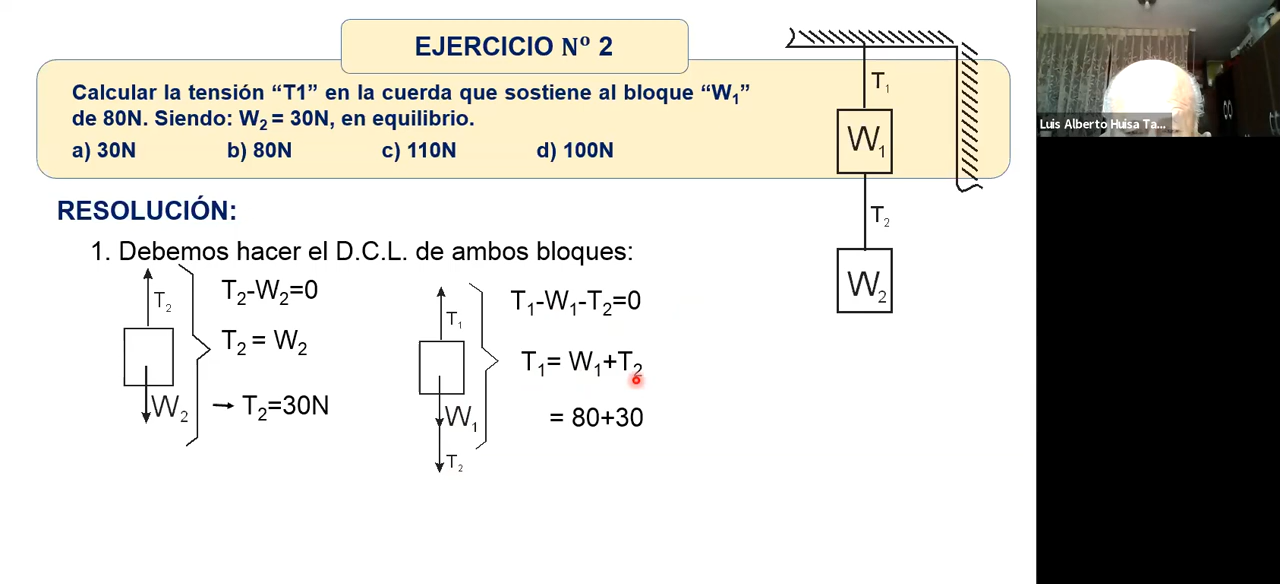 EJERCICIO Nº 2
Calcular la tensión “T1” en la cuerda que sostiene al bloque “W₁”
de 80N. Siendo: W₂ = 30N, en equilibrio.
a) 30N b) 80N c) 110N d) 100N
T₁
W₁
T₂
W₂
Luis Alberto Huisa Ta...
RESOLUCIÓN:
1. Debemos hacer el D.C.L. de ambos bloques:
T₂
W₂
T₂-W₂=0
T₂ = W₂
→ T₂=30N
T₁
W₁
T₂
T₁-W₁-T₂=0
T₁= W₁+T₂
= 80+30